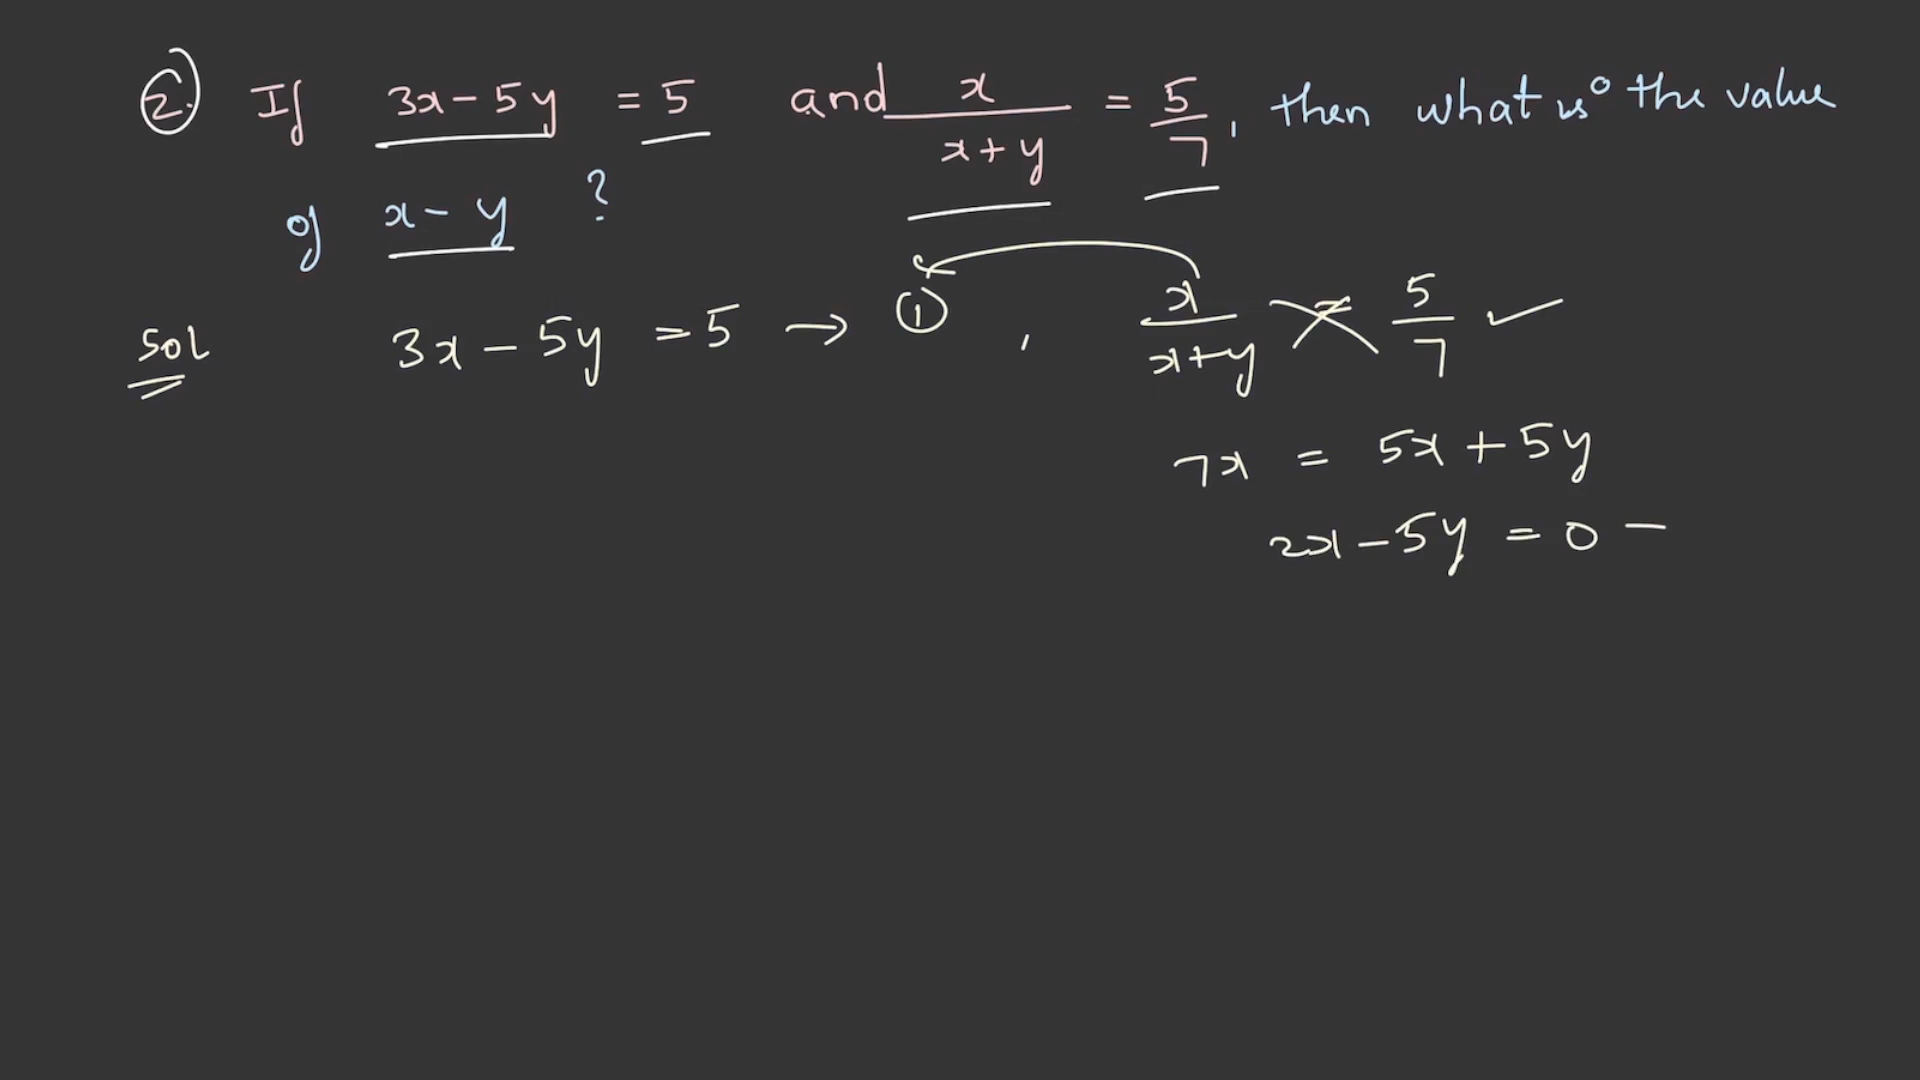 2. If 3x - 5y = 5 and x/(x+y) = 5/7, then what is the value
of x - y ?
Sol 3x - 5y = 5 → ① , x/(x+y) = 5/7 ✓
7x = 5x + 5y
2x - 5y = 0 —